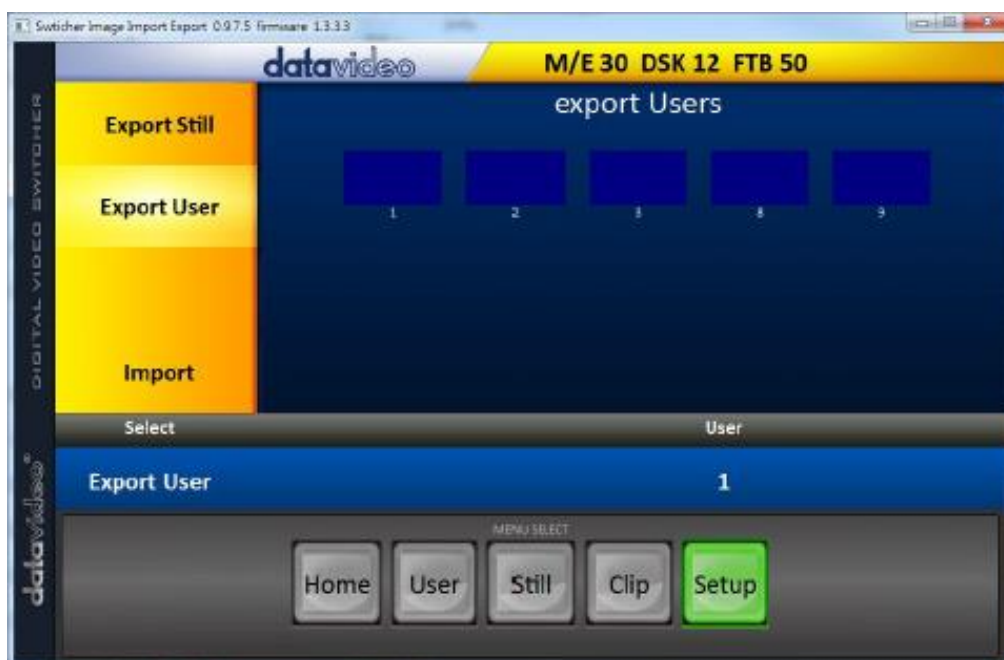 Swticher Image Import Export 0.9.7.5 firmware 1.3.3.3
datavideo
M/E 30 DSK 12 FTB 50
export Users
Export Still
Export User
Import
1
2
3
8
9
Select
User
Export User
1
MENU SELECT
Home
User
Still
Clip
Setup
DIGITAL VIDEO SWITCHER
datavideo®